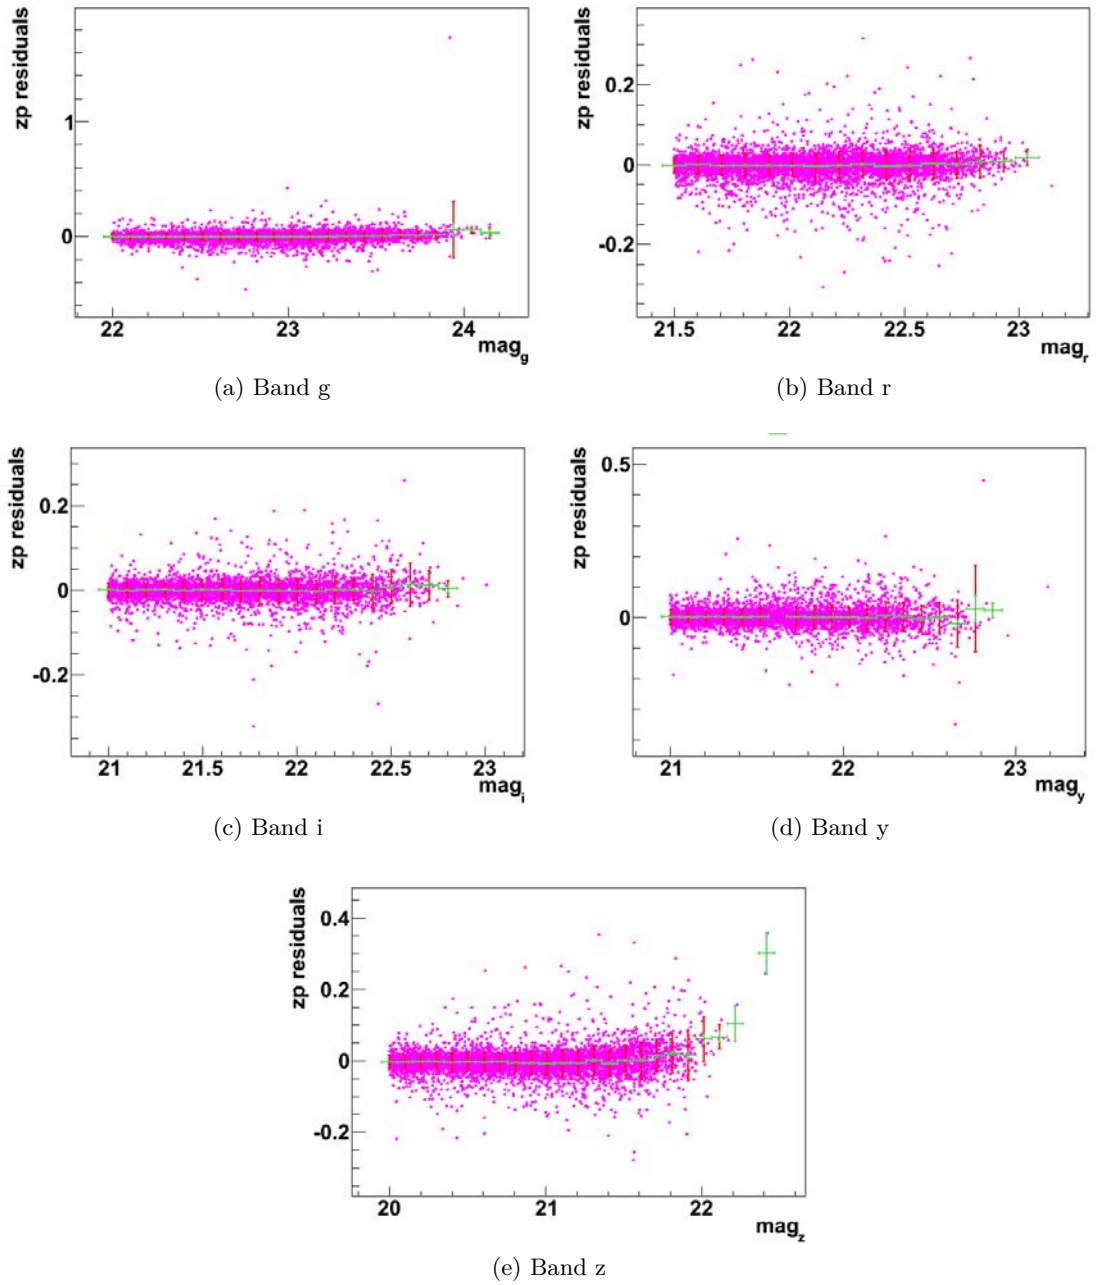 zp residuals
1
0
22 23 24
mag_g
(a) Band g
zp residuals
0.2
0
-0.2
21.5 22 22.5 23
mag_r
(b) Band r
zp residuals
0.2
0
-0.2
21 21.5 22 22.5 23
mag_i
(c) Band i
zp residuals
0.5
0
21 22 23
mag_y
(d) Band y
zp residuals
0.4
0.2
0
-0.2
20 21 22
mag_z
(e) Band z